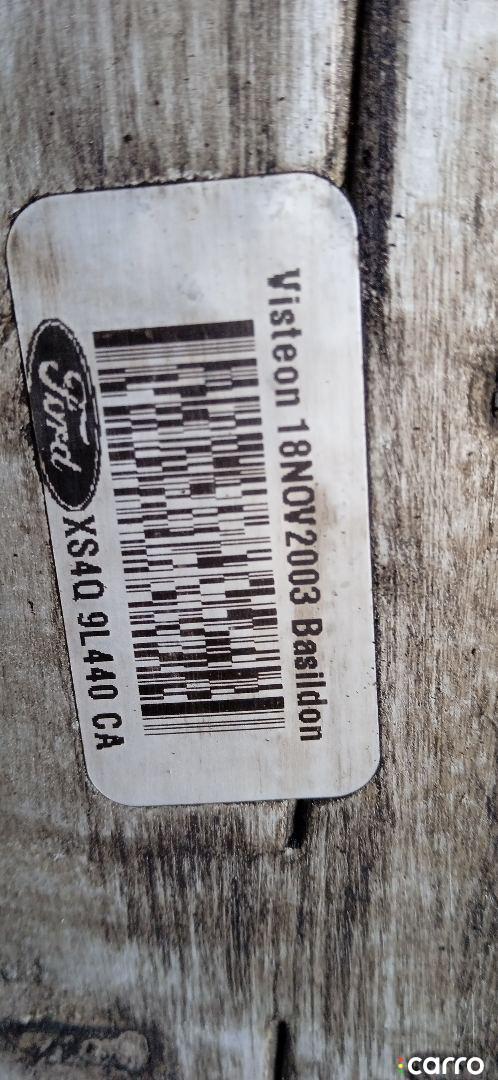 Visteon 18NOV2003 Basildon
Ford XS4Q 9L440 CA
carro